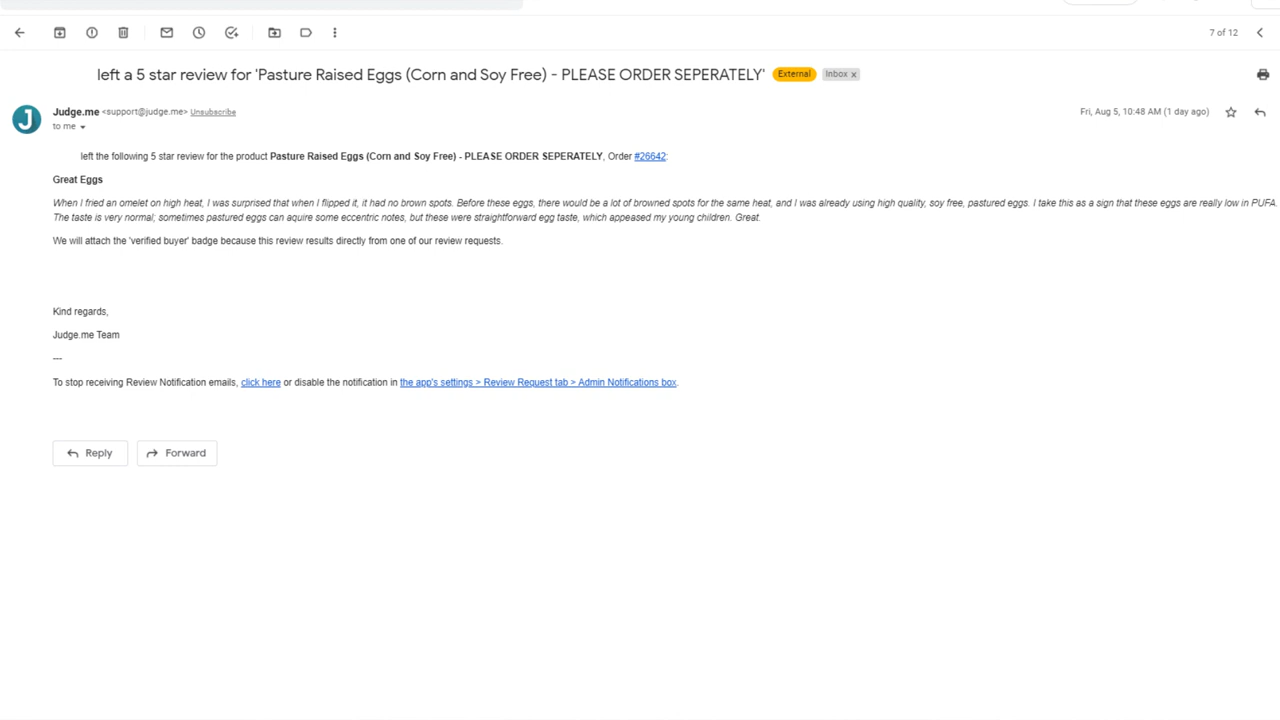 7 of 12
left a 5 star review for 'Pasture Raised Eggs (Corn and Soy Free) - PLEASE ORDER SEPERATELY' External Inbox x
Judge.me <support@judge.me> Unsubscribe Fri, Aug 5, 10:48 AM (1 day ago)
to me
left the following 5 star review for the product Pasture Raised Eggs (Corn and Soy Free) - PLEASE ORDER SEPERATELY, Order #26642:
Great Eggs
When I fried an omelet on high heat, I was surprised that when I flipped it, it had no brown spots. Before these eggs, there would be a lot of browned spots for the same heat, and I was already using high quality, soy free, pastured eggs. I take this as a sign that these eggs are really low in PUFA.
The taste is very normal; sometimes pastured eggs can aquire some eccentric notes, but these were straightforward egg taste, which appeased my young children. Great.
We will attach the 'verified buyer' badge because this review results directly from one of our review requests.
Kind regards,
Judge.me Team
---
To stop receiving Review Notification emails, click here or disable the notification in the app's settings > Review Request tab > Admin Notifications box.
Reply Forward